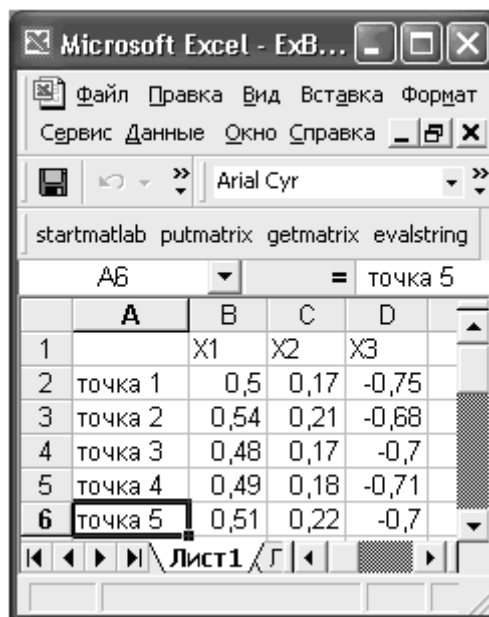 Microsoft Excel - ExB...
Файл Правка Вид Вставка Формат
Сервис Данные Окно Справка
Arial Cyr
startmatlab putmatrix getmatrix evalstring
A6 = точка 5
A B C D
1 X1 X2 X3
2 точка 1 0,5 0,17 -0,75
3 точка 2 0,54 0,21 -0,68
4 точка 3 0,48 0,17 -0,7
5 точка 4 0,49 0,18 -0,71
6 точка 5 0,51 0,22 -0,7
Лист1